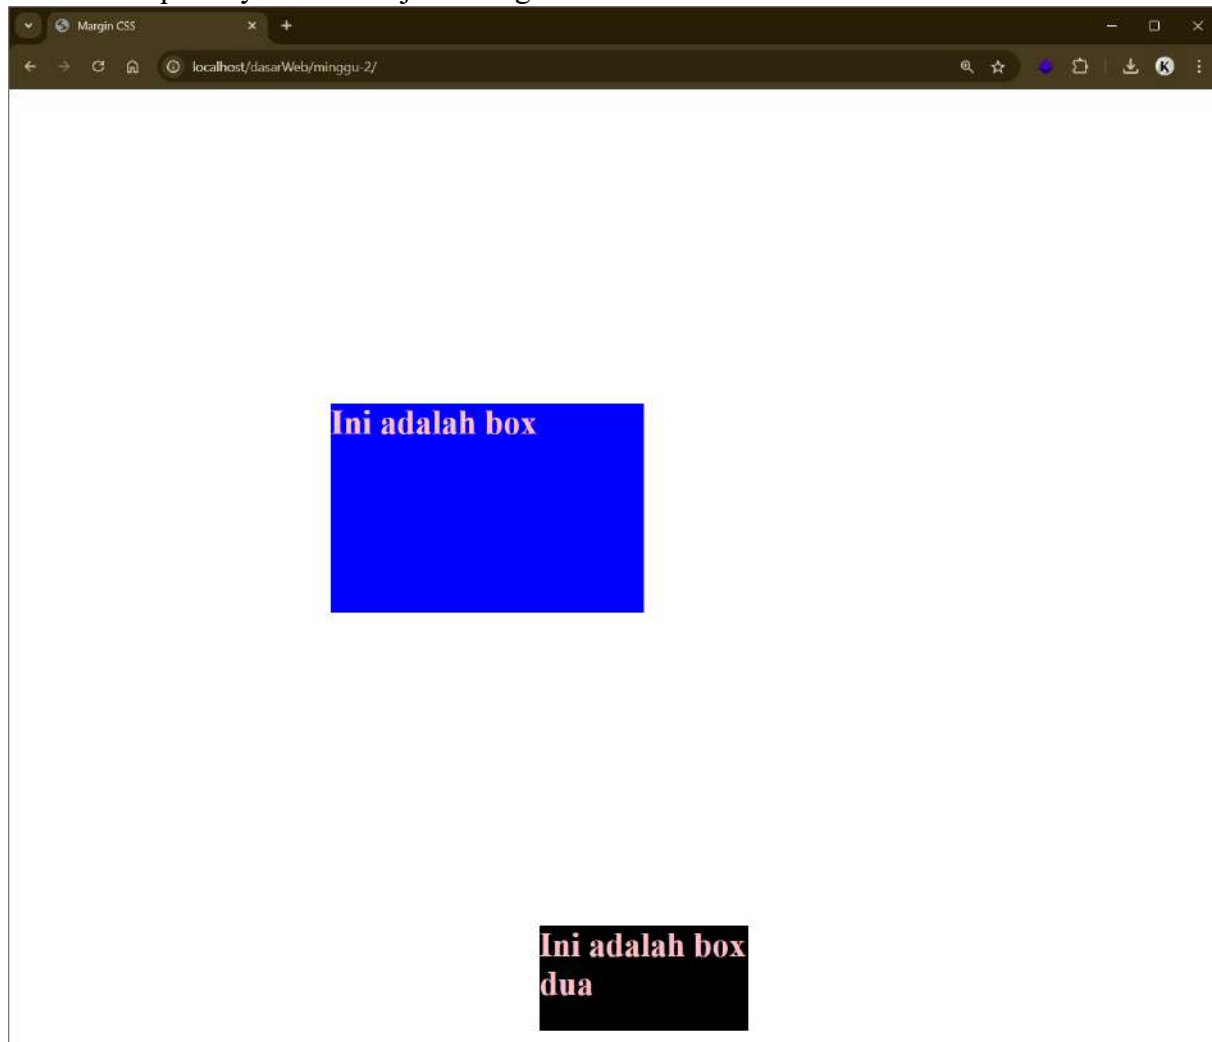 Margin CSS
localhost/dasarWeb/minggu-2/
K
Ini adalah box
Ini adalah box
dua